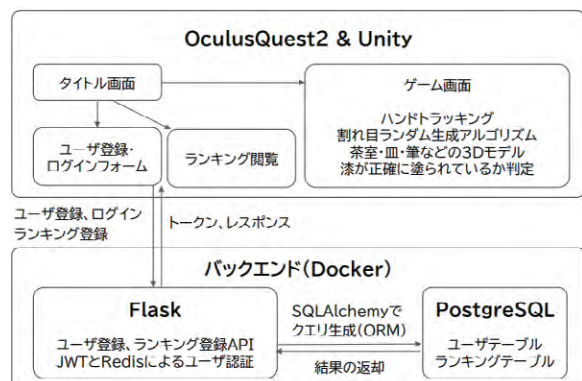 OculusQuest2 & Unity
タイトル画面
ゲーム画面
ハンドトラッキング
割れ目ランダム生成アルゴリズム
茶室・皿・筆などの3Dモデル
漆が正確に塗られているか判定
ユーザ登録・
ログインフォーム
ランキング閲覧
ユーザ登録、ログイン
ランキング登録
トークン、レスポンス
バックエンド(Docker)
Flask
ユーザ登録、ランキング登録API
JWTとRedisによるユーザ認証
SQLAlchemyで
クエリ生成(ORM)
結果の返却
PostgreSQL
ユーザテーブル
ランキングテーブル